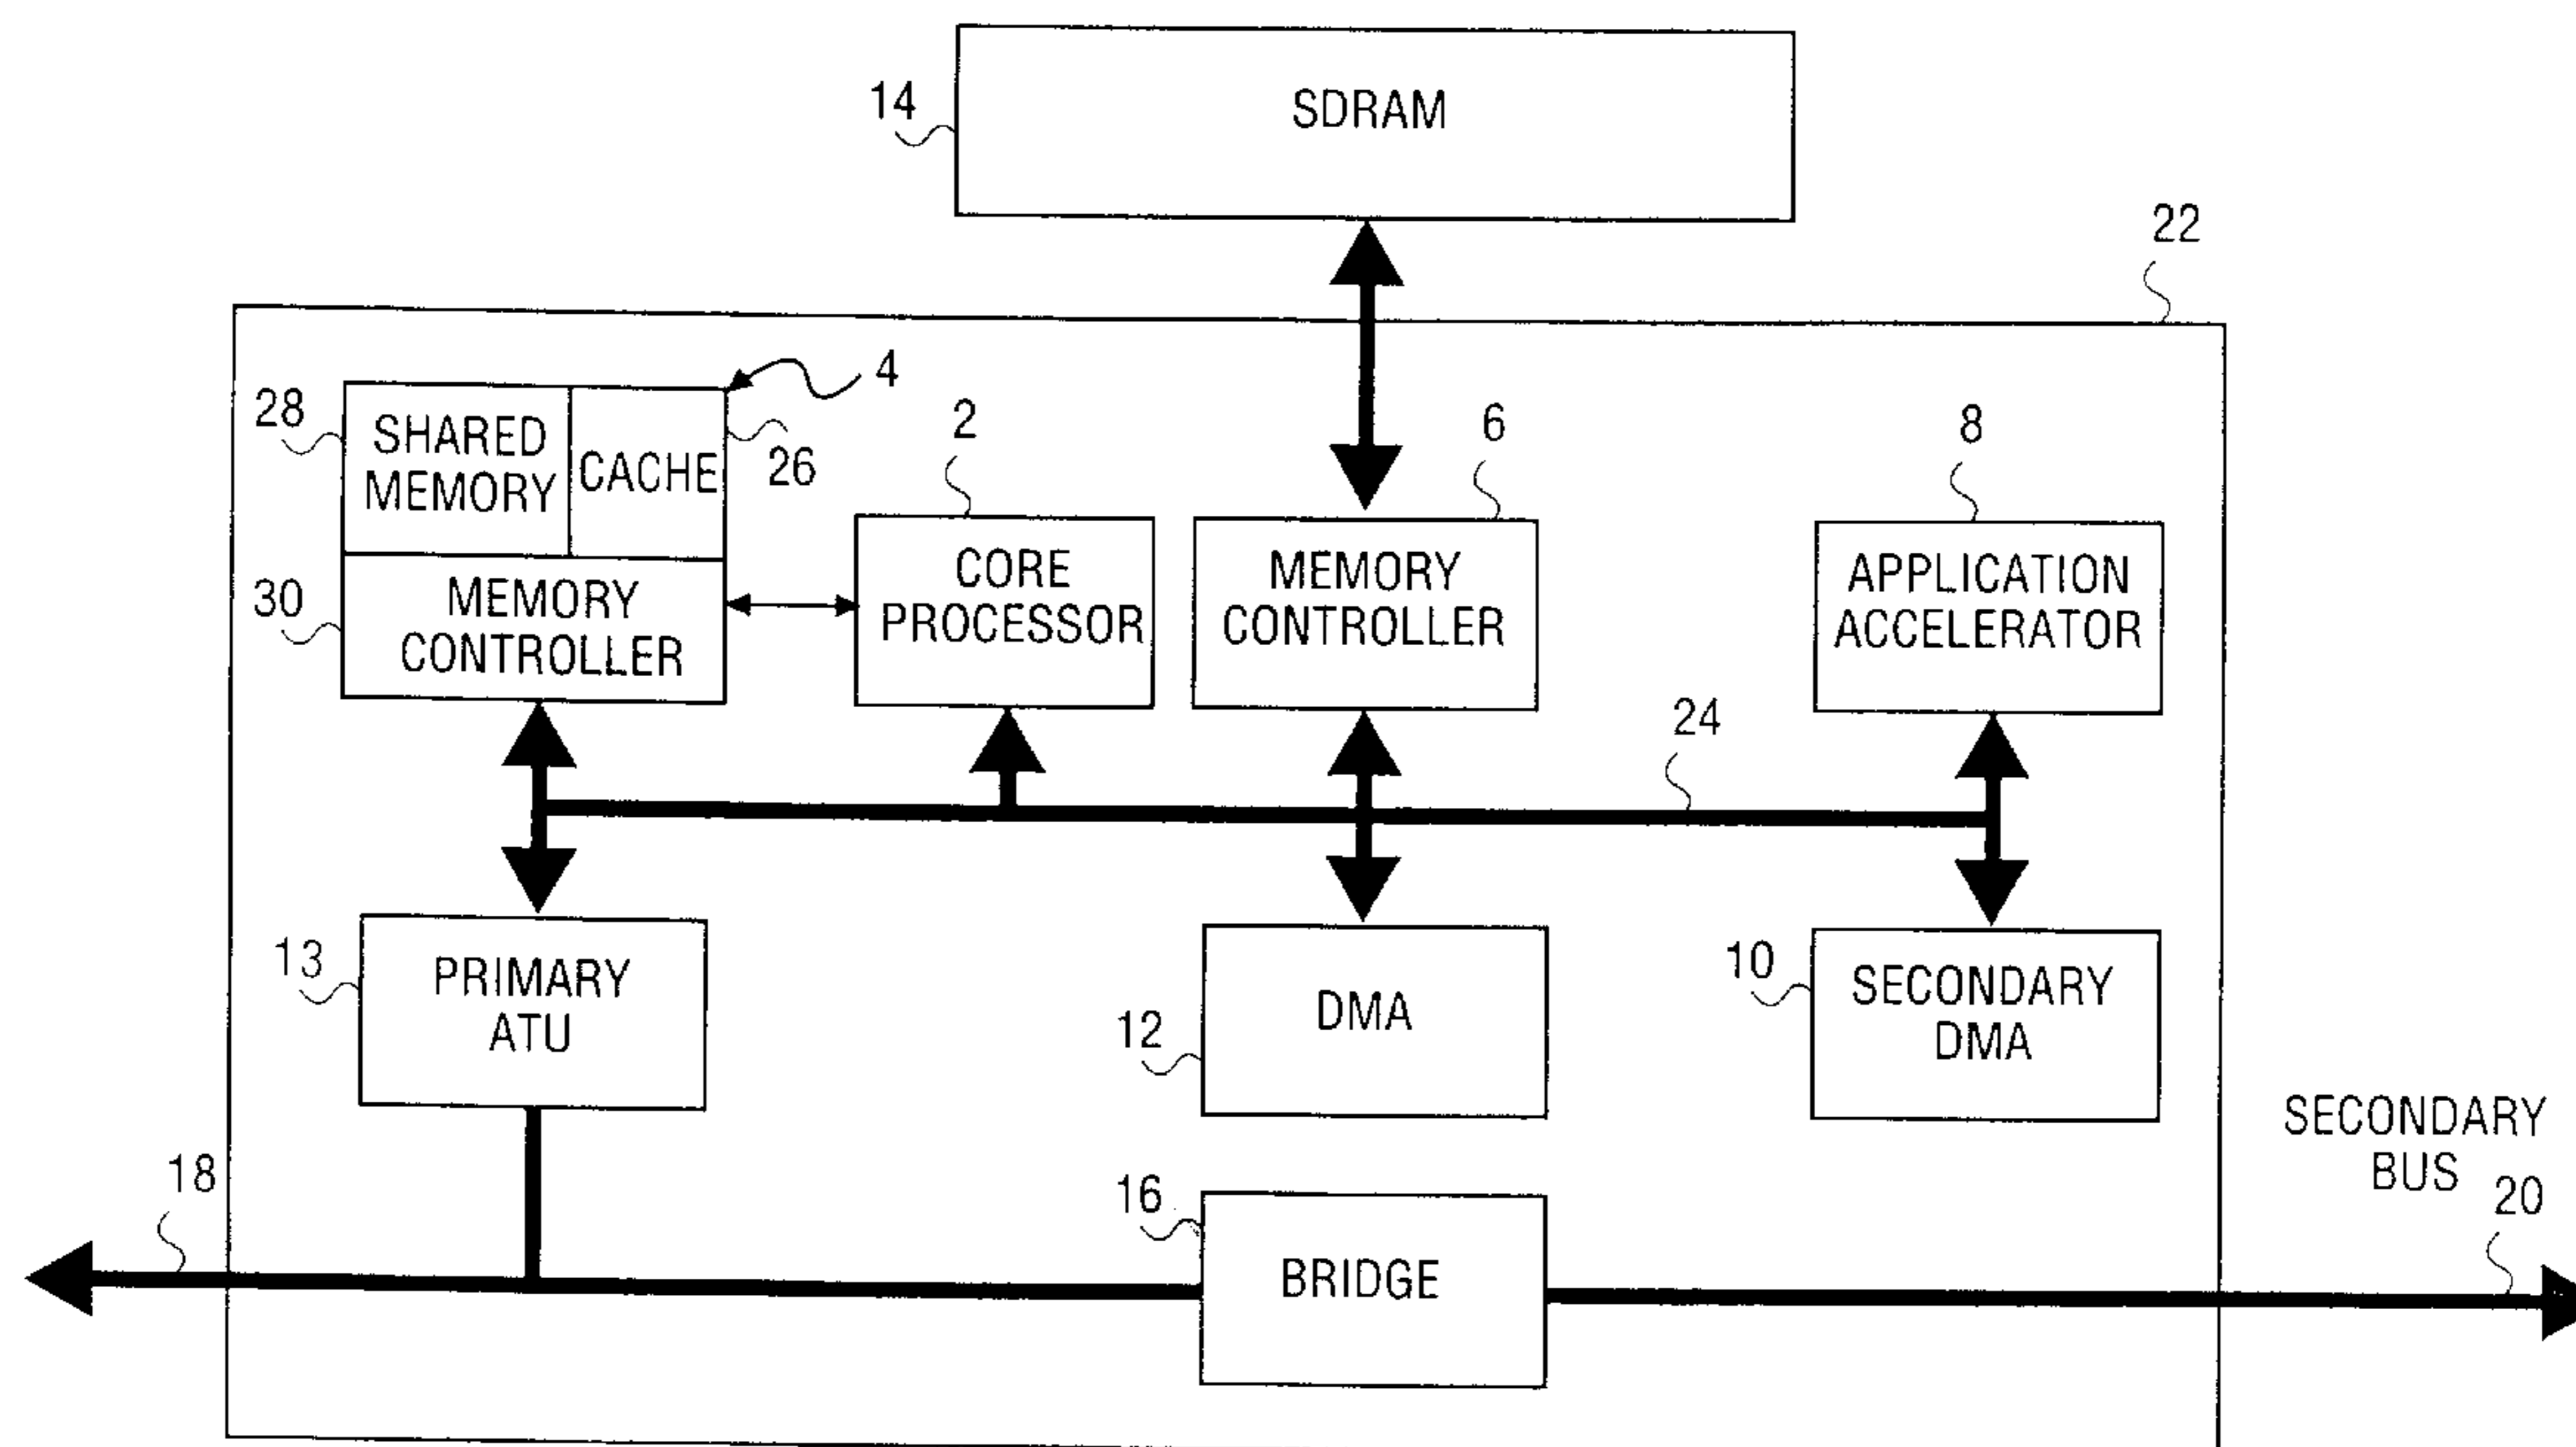 SDRAM
14
22
4
28
SHARED
MEMORY
CACHE
26
2
6
8
30
MEMORY
CONTROLLER
CORE
PROCESSOR
MEMORY
CONTROLLER
APPLICATION
ACCELERATOR
24
13
PRIMARY
ATU
12
DMA
10
SECONDARY
DMA
SECONDARY
BUS
20
18
16
BRIDGE